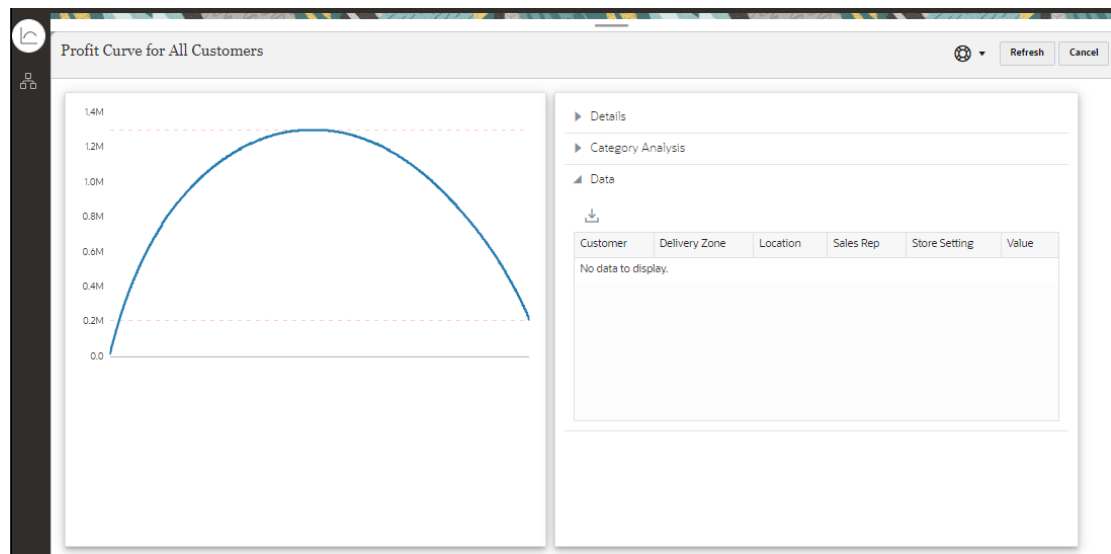 Profit Curve for All Customers
Refresh
Cancel
1.4M
1.2M
1.0M
0.8M
0.6M
0.4M
0.2M
0.0
Details
Category Analysis
Data
Customer Delivery Zone Location Sales Rep Store Setting Value
No data to display.